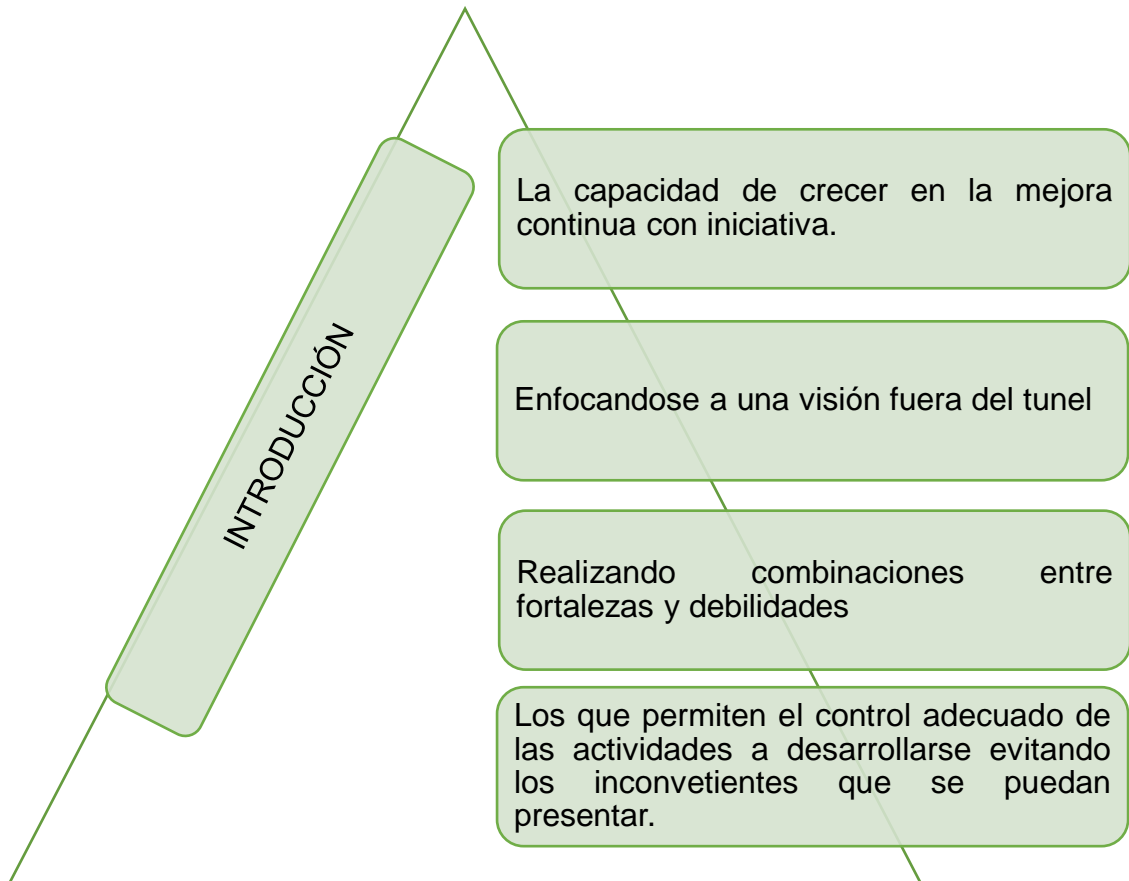 INTRODUCCIÓN
La capacidad de crecer en la mejora
continua con iniciativa.
Enfocandose a una visión fuera del tunel
Realizando combinaciones entre
fortalezas y debilidades
Los que permiten el control adecuado de
las actividades a desarrollarse evitando
los inconvetientes que se puedan
presentar.